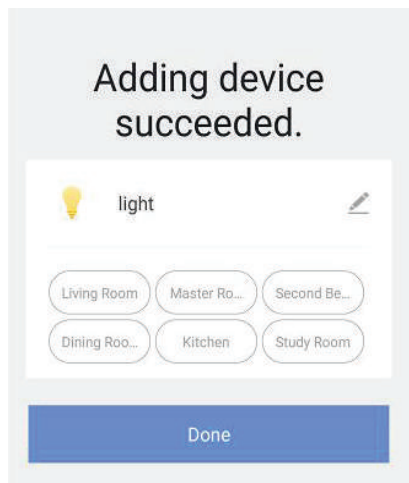 Adding device
succeeded.
light
Living Room
Master Ro...
Second Be...
Dining Roo...
Kitchen
Study Room
Done